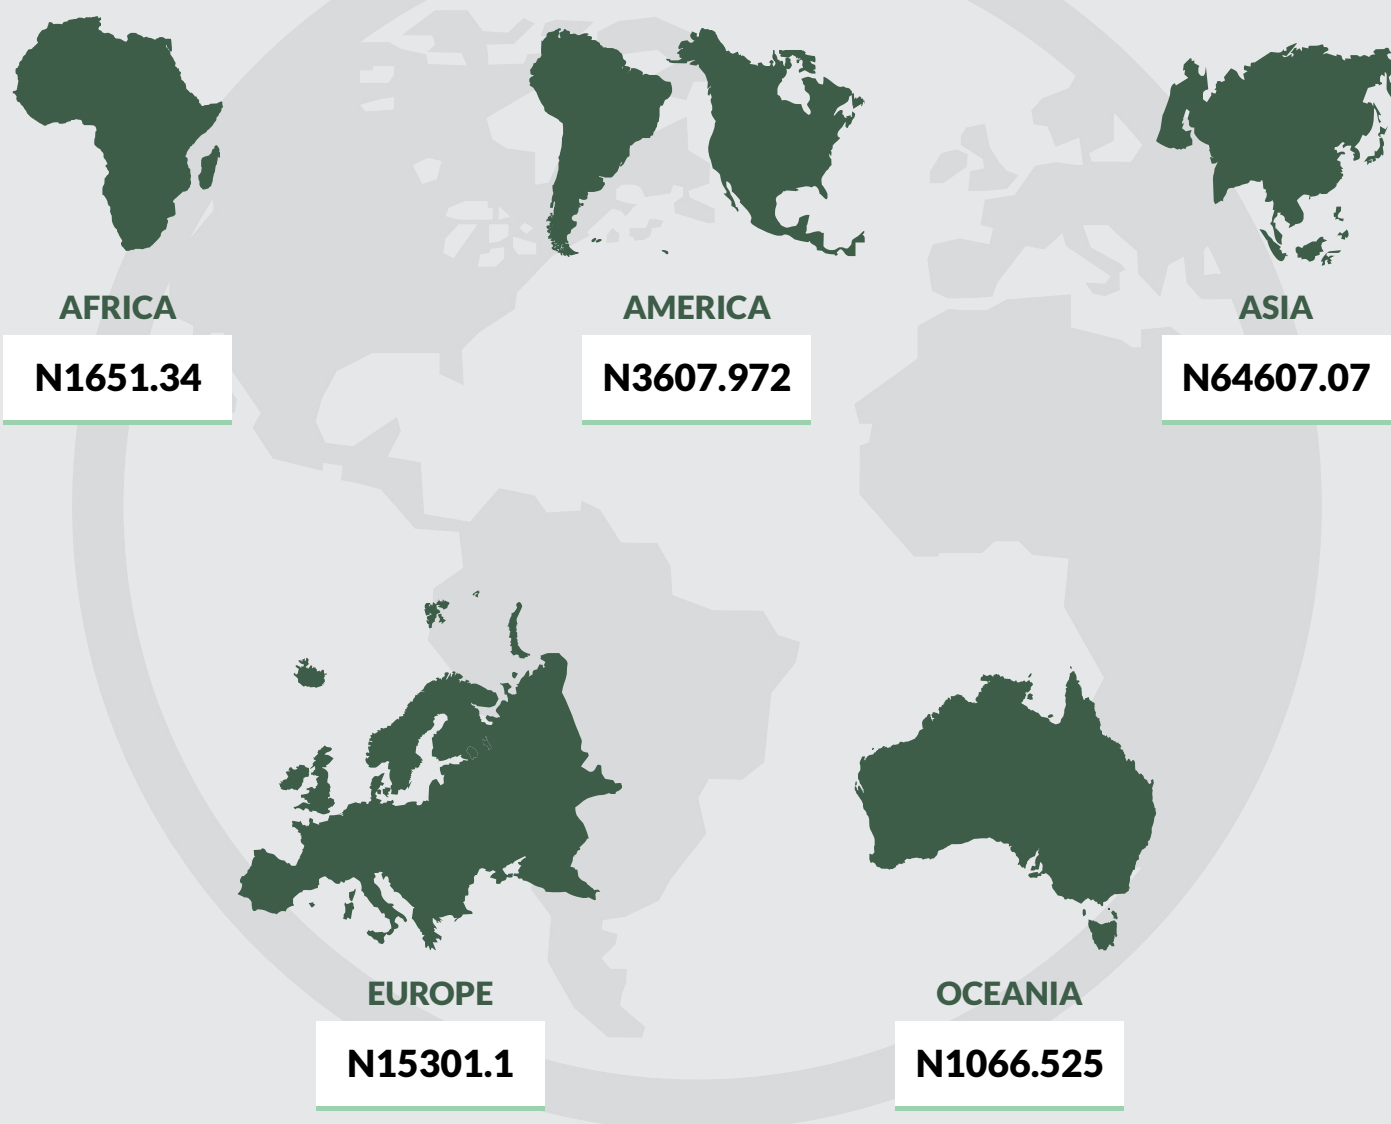 AFRICA
N1651.34
AMERICA
N3607.972
ASIA
N64607.07
EUROPE
N15301.1
OCEANIA
N1066.525